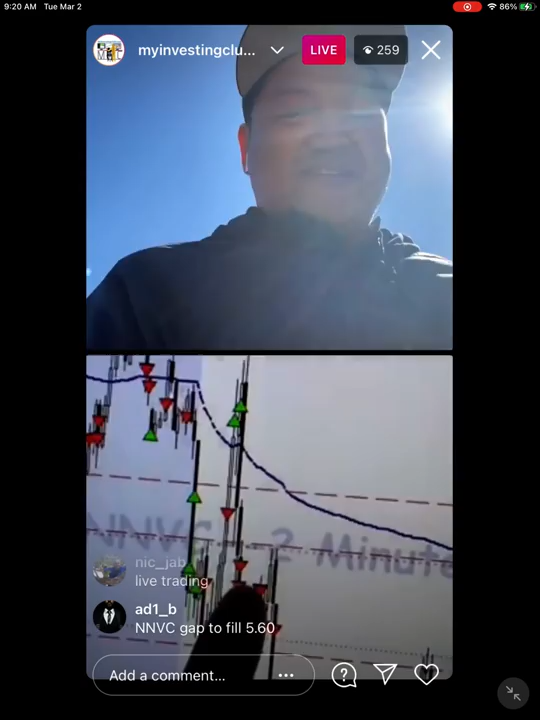 9:20 AM Tue Mar 2
86%
myinvestingclu...
LIVE
259
NNVC - 2 Minute
nic_jab
live trading
ad1_b
NNVC gap to fill 5.60
Add a comment...